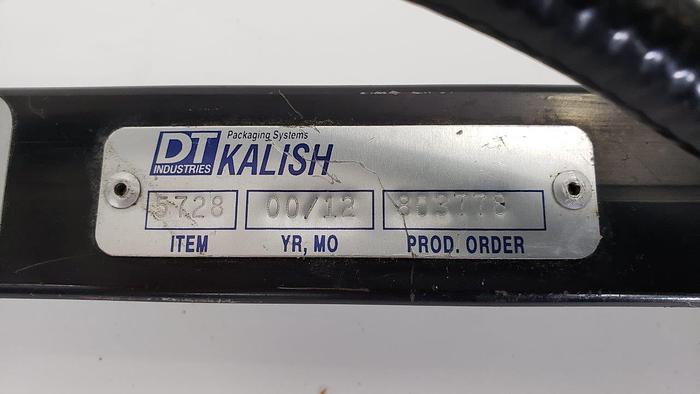 DT
INDUSTRIES
Packaging Systems
KALISH
5728 00/12
ITEM YR, MO PROD. ORDER